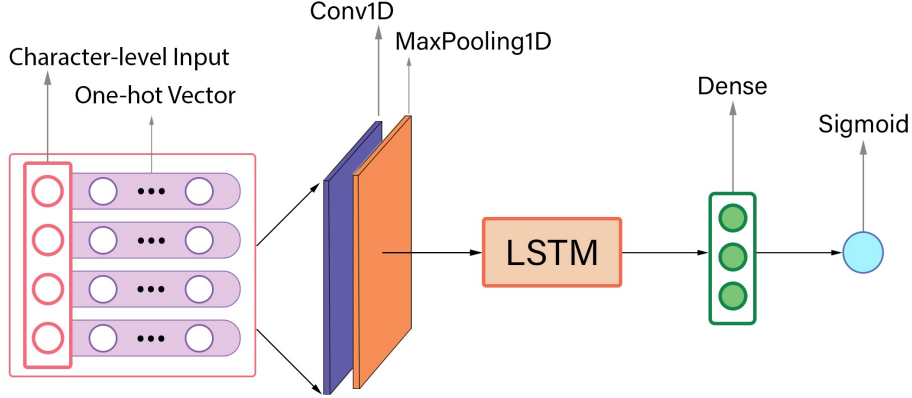 Conv1D
MaxPooling1D
Character-level Input
One-hot Vector
Dense
Sigmoid
LSTM